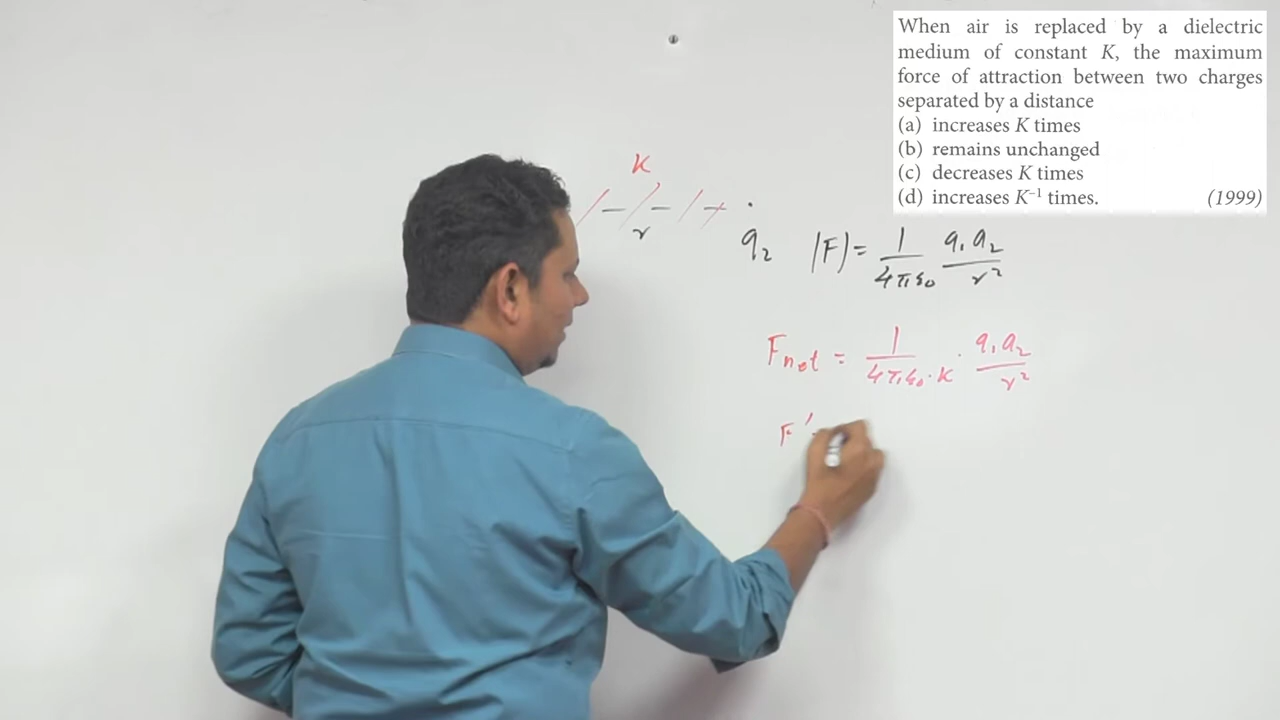 When air is replaced by a dielectric
medium of constant K, the maximum
force of attraction between two charges
separated by a distance
(a) increases K times
(b) remains unchanged
(c) decreases K times
(d) increases K⁻¹ times. (1999)
K
r
q₂ |F| = 1/4πε₀ q₁q₂/r²
Fnet = 1/4πε₀·K · q₁q₂/r²
F'